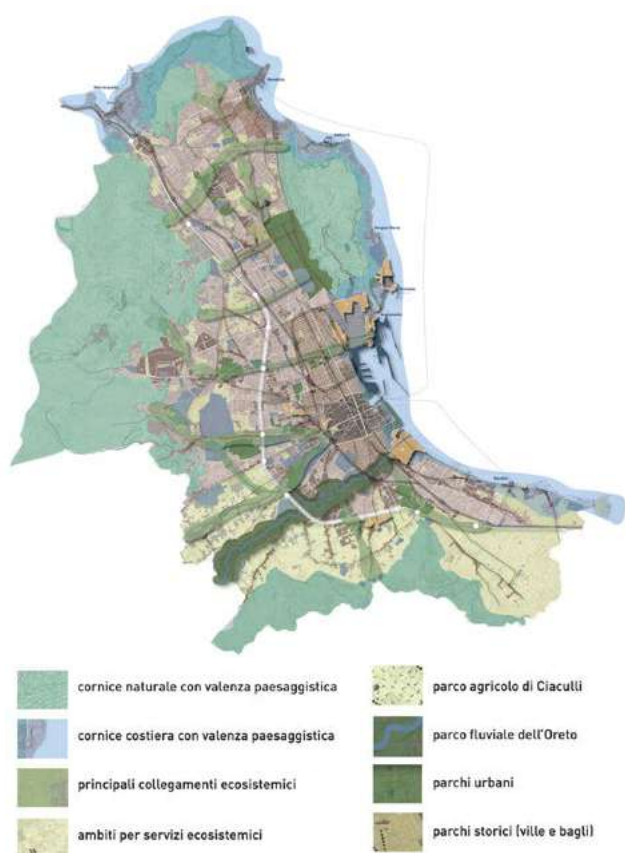 cornice naturale con valenza paesaggistica
cornice costiera con valenza paesaggistica
principali collegamenti ecosistemici
ambiti per servizi ecosistemici
parco agricolo di Ciaculli
parco fluviale dell'Oreto
parchi urbani
parchi storici (ville e bagli)